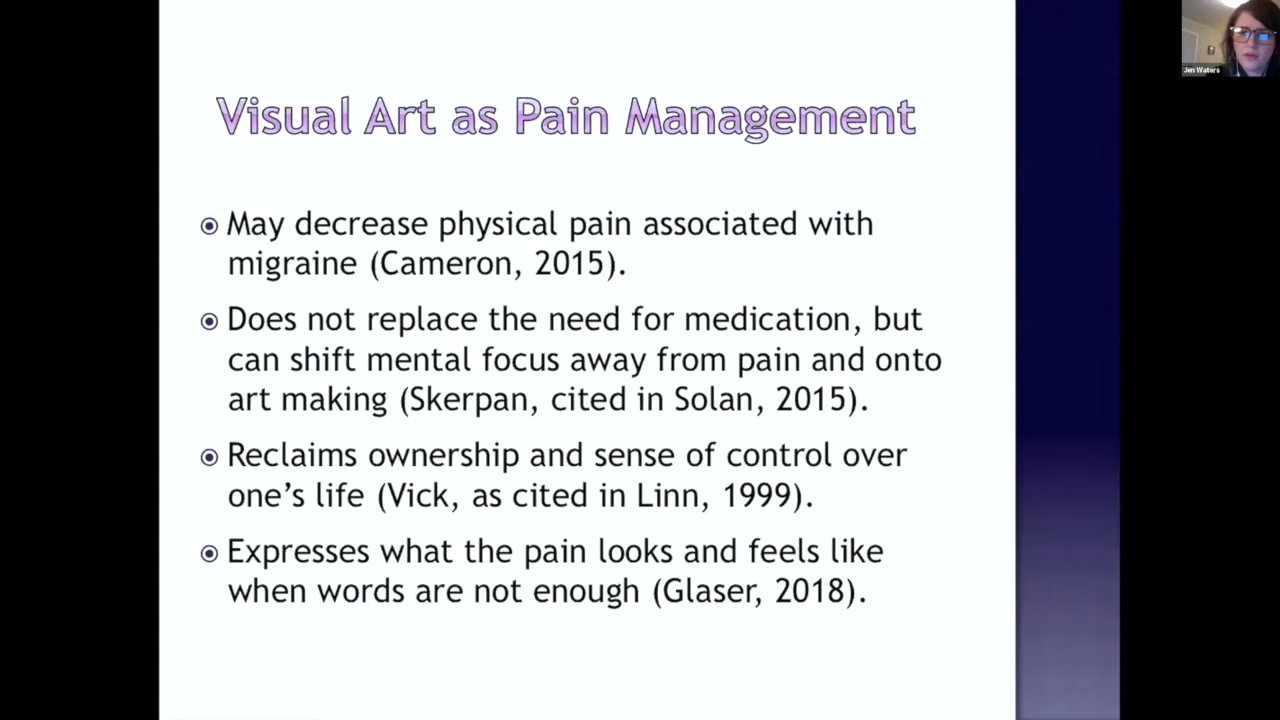 Visual Art as Pain Management
May decrease physical pain associated with
migraine (Cameron, 2015).
Does not replace the need for medication, but
can shift mental focus away from pain and onto
art making (Skerpan, cited in Solan, 2015).
Reclaims ownership and sense of control over
one’s life (Vick, as cited in Linn, 1999).
Expresses what the pain looks and feels like
when words are not enough (Glaser, 2018).
Jen Waters